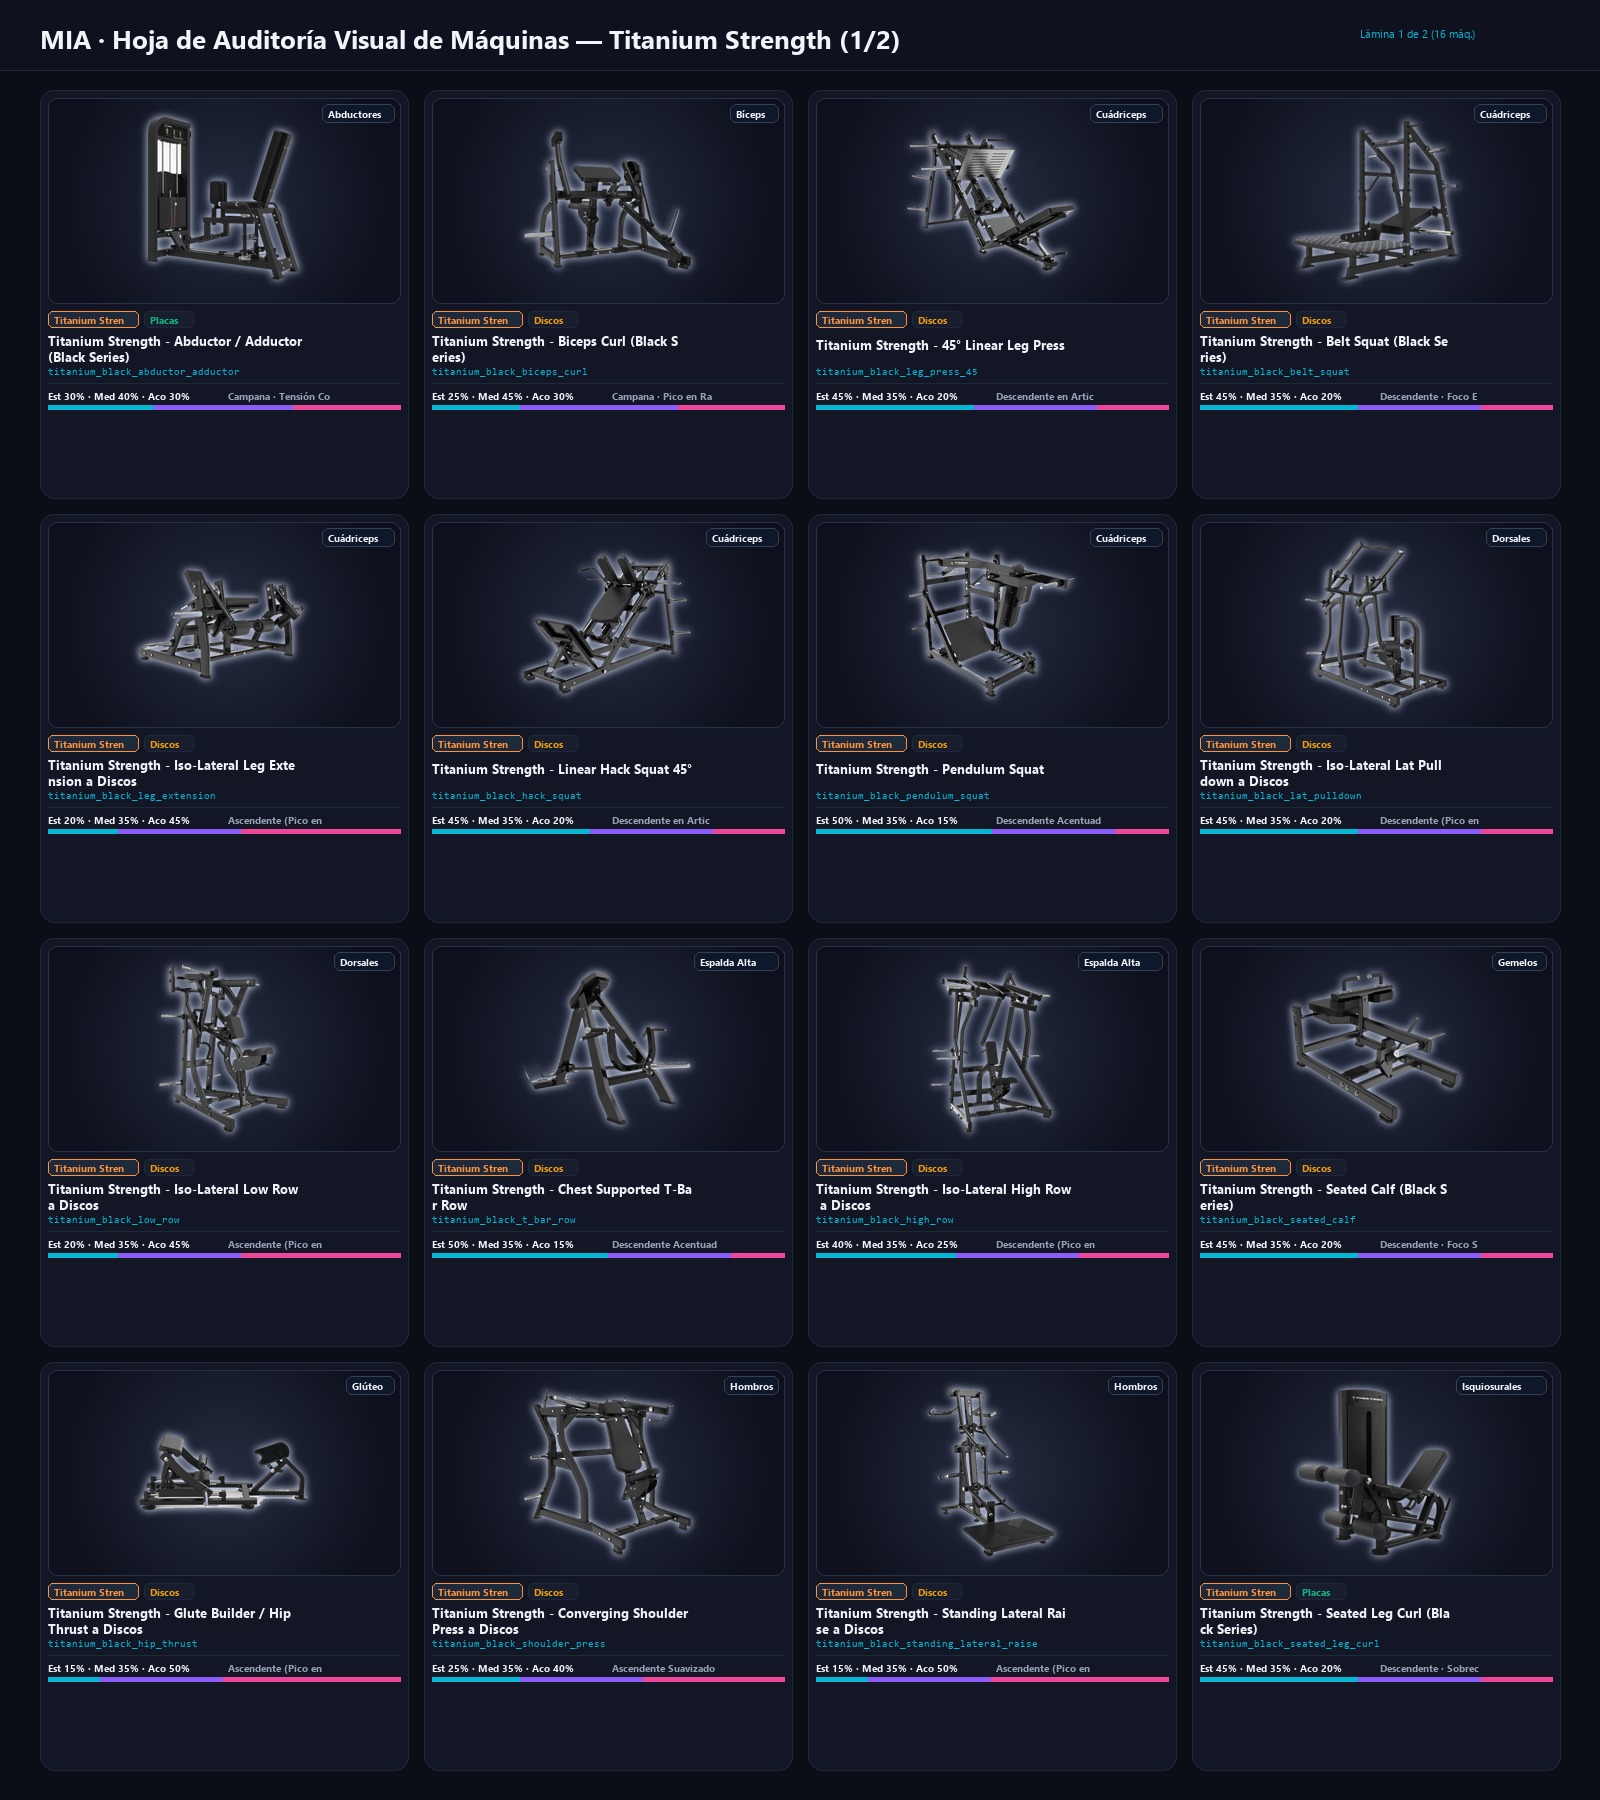 MIA · Hoja de Auditoría Visual de Máquinas — Titanium Strength (1/2)
Lámina 1 de 2 (16 máq.)
Abductores
Titanium Stren
Placas
Titanium Strength - Abductor / Adductor
(Black Series)
titanium_black_abductor_adductor
Est 30% · Med 40% · Aco 30%
Campana · Tensión Co
Bíceps
Titanium Stren
Discos
Titanium Strength - Biceps Curl (Black S
eries)
titanium_black_biceps_curl
Est 25% · Med 45% · Aco 30%
Campana · Pico en Ra
Cuádriceps
Titanium Stren
Discos
Titanium Strength - 45° Linear Leg Press
titanium_black_leg_press_45
Est 45% · Med 35% · Aco 20%
Descendente en Artic
Cuádriceps
Titanium Stren
Discos
Titanium Strength - Belt Squat (Black Se
ries)
titanium_black_belt_squat
Est 45% · Med 35% · Aco 20%
Descendente · Foco E
Cuádriceps
Titanium Stren
Discos
Titanium Strength - Iso-Lateral Leg Exte
nsion a Discos
titanium_black_leg_extension
Est 20% · Med 35% · Aco 45%
Ascendente (Pico en
Cuádriceps
Titanium Stren
Discos
Titanium Strength - Linear Hack Squat 45°
titanium_black_hack_squat
Est 45% · Med 35% · Aco 20%
Descendente en Artic
Cuádriceps
Titanium Stren
Discos
Titanium Strength - Pendulum Squat
titanium_black_pendulum_squat
Est 50% · Med 35% · Aco 15%
Descendente Acentuad
Dorsales
Titanium Stren
Discos
Titanium Strength - Iso-Lateral Lat Pull
down a Discos
titanium_black_lat_pulldown
Est 45% · Med 35% · Aco 20%
Descendente (Pico en
Dorsales
Titanium Stren
Discos
Titanium Strength - Iso-Lateral Low Row
a Discos
titanium_black_low_row
Est 20% · Med 35% · Aco 45%
Ascendente (Pico en
Espalda Alta
Titanium Stren
Discos
Titanium Strength - Chest Supported T-Ba
r Row
titanium_black_t_bar_row
Est 50% · Med 35% · Aco 15%
Descendente Acentuad
Espalda Alta
Titanium Stren
Discos
Titanium Strength - Iso-Lateral High Row
a Discos
titanium_black_high_row
Est 40% · Med 35% · Aco 25%
Descendente (Pico en
Gemelos
Titanium Stren
Discos
Titanium Strength - Seated Calf (Black S
eries)
titanium_black_seated_calf
Est 45% · Med 35% · Aco 20%
Descendente · Foco S
Glúteo
Titanium Stren
Discos
Titanium Strength - Glute Builder / Hip
Thrust a Discos
titanium_black_hip_thrust
Est 15% · Med 35% · Aco 50%
Ascendente (Pico en
Hombros
Titanium Stren
Discos
Titanium Strength - Converging Shoulder
Press a Discos
titanium_black_shoulder_press
Est 25% · Med 35% · Aco 40%
Ascendente Suavizado
Hombros
Titanium Stren
Discos
Titanium Strength - Standing Lateral Rai
se a Discos
titanium_black_standing_lateral_raise
Est 15% · Med 35% · Aco 50%
Ascendente (Pico en
Isquiosurales
Titanium Stren
Placas
Titanium Strength - Seated Leg Curl (Bla
ck Series)
titanium_black_seated_leg_curl
Est 45% · Med 35% · Aco 20%
Descendente · Sobrec